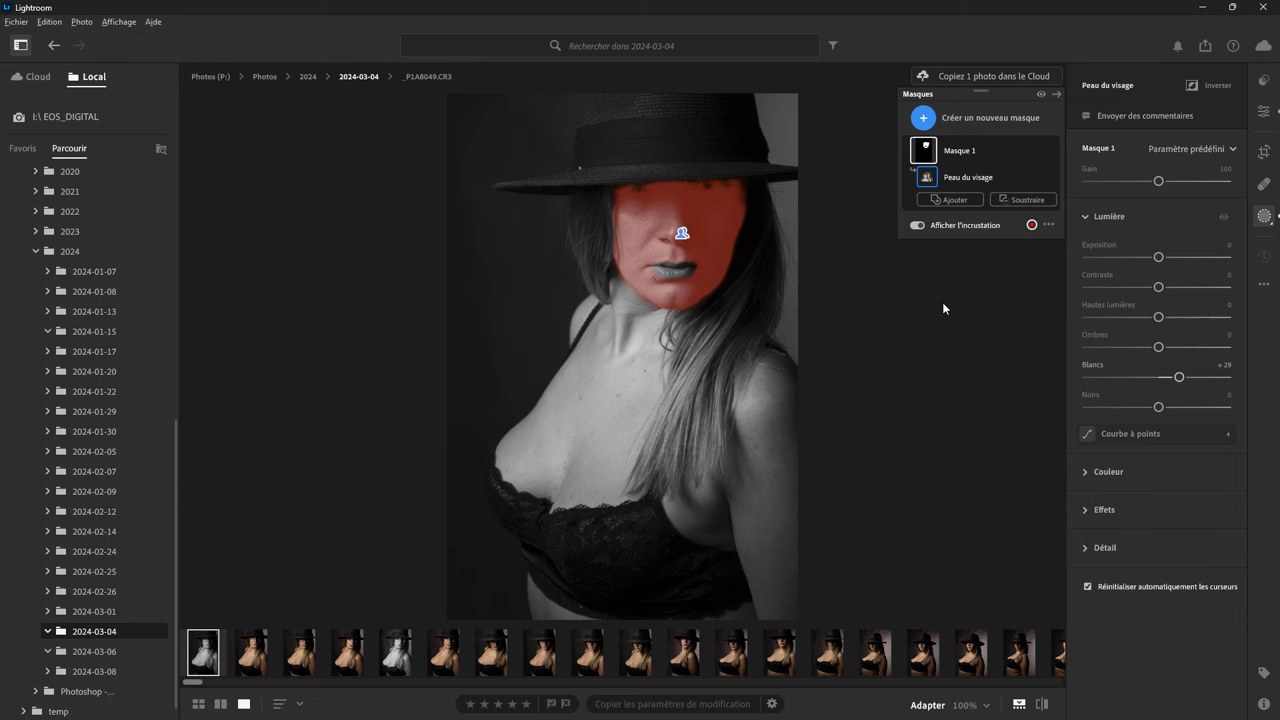 Lr Lightroom
Fichier Edition Photo Affichage Aide
Rechercher dans 2024-03-04
Cloud Local
I:\ EOS_DIGITAL
Favoris Parcourir
2020
2021
2022
2023
2024
2024-01-07
2024-01-08
2024-01-13
2024-01-15
2024-01-17
2024-01-20
2024-01-22
2024-01-29
2024-01-30
2024-02-05
2024-02-07
2024-02-09
2024-02-12
2024-02-14
2024-02-24
2024-02-25
2024-02-26
2024-03-01
2024-03-04
2024-03-06
2024-03-08
Photoshop -...
temp
Photos (P:) Photos 2024 2024-03-04 _P1A8049.CR3
Copiez 1 photo dans le Cloud
Masques
Créer un nouveau masque
Masque 1
Peau du visage
Ajouter Soustraire
Afficher l'incrustation
Peau du visage Inverser
Envoyer des commentaires
Masque 1 Paramètre prédéfini
Gain 100
Lumière
Exposition 0
Contraste 0
Hautes lumières 0
Ombres 0
Blancs + 29
Noirs 0
Courbe à points
Couleur
Effets
Détail
Réinitialiser automatiquement les curseurs
Copier les paramètres de modification
Adapter 100%